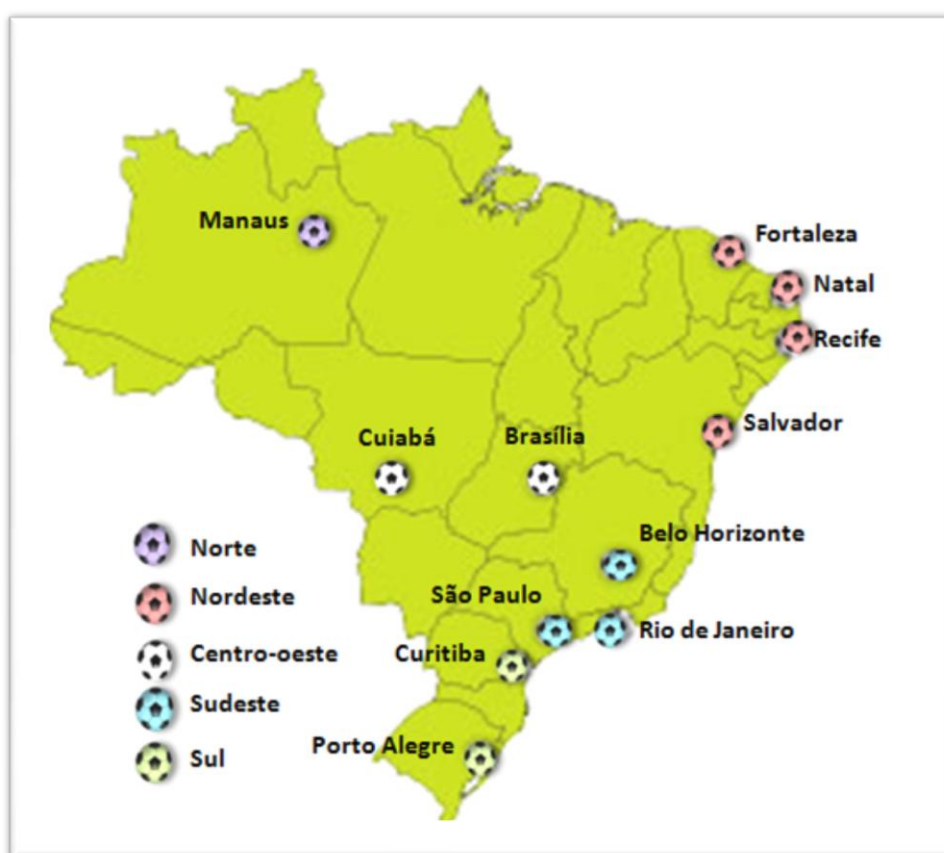 Manaus
Fortaleza
Natal
Recife
Salvador
Cuiabá
Brasília
Belo Horizonte
São Paulo
Rio de Janeiro
Curitiba
Porto Alegre
Norte
Nordeste
Centro-oeste
Sudeste
Sul